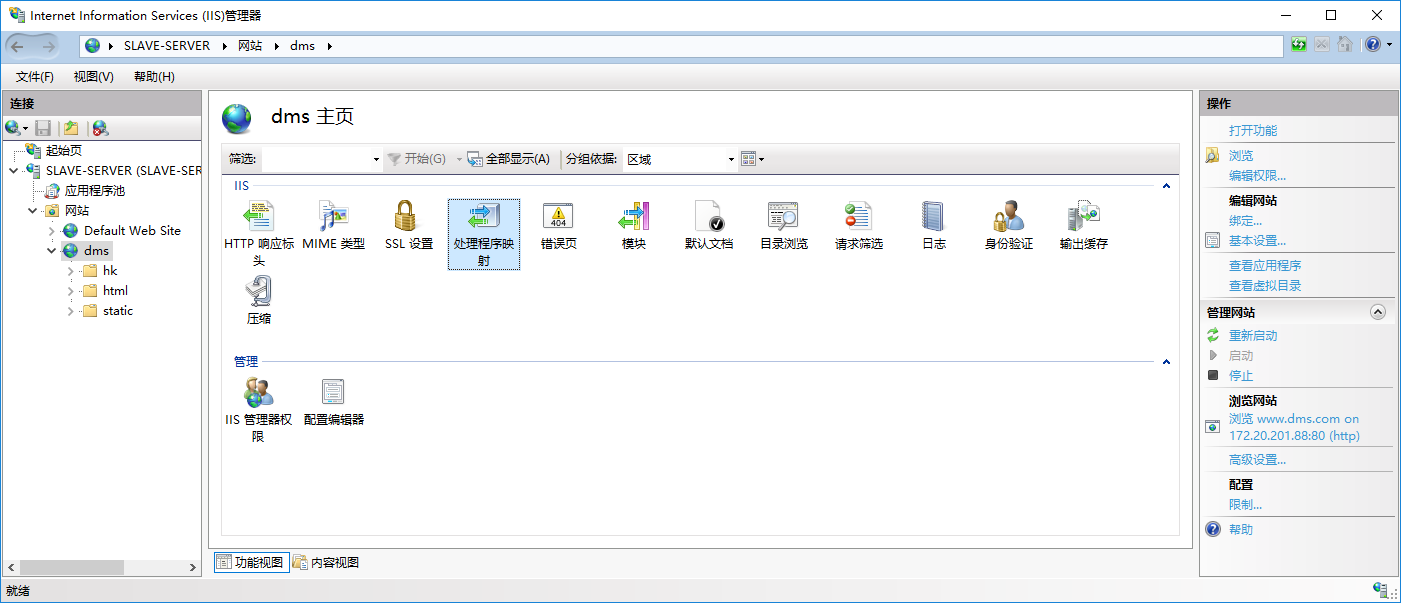 Internet Information Services (IIS)管理器
SLAVE-SERVER
网站
dms
文件(F)
视图(V)
帮助(H)
连接
起始页
SLAVE-SERVER (SLAVE-SER
应用程序池
网站
Default Web Site
dms
hk
html
static
dms 主页
筛选:
开始(G)
全部显示(A)
分组依据:
区域
IIS
HTTP 响应标
头
MIME 类型
SSL 设置
处理程序映
射
404
错误页
模块
默认文档
目录浏览
请求筛选
日志
身份验证
输出缓存
压缩
管理
IIS 管理器权
限
配置编辑器
功能视图
内容视图
操作
打开功能
浏览
编辑权限...
编辑网站
绑定...
基本设置...
查看应用程序
查看虚拟目录
管理网站
重新启动
启动
停止
浏览网站
浏览 www.dms.com on
172.20.201.88:80 (http)
高级设置...
配置
限制...
帮助
就绪